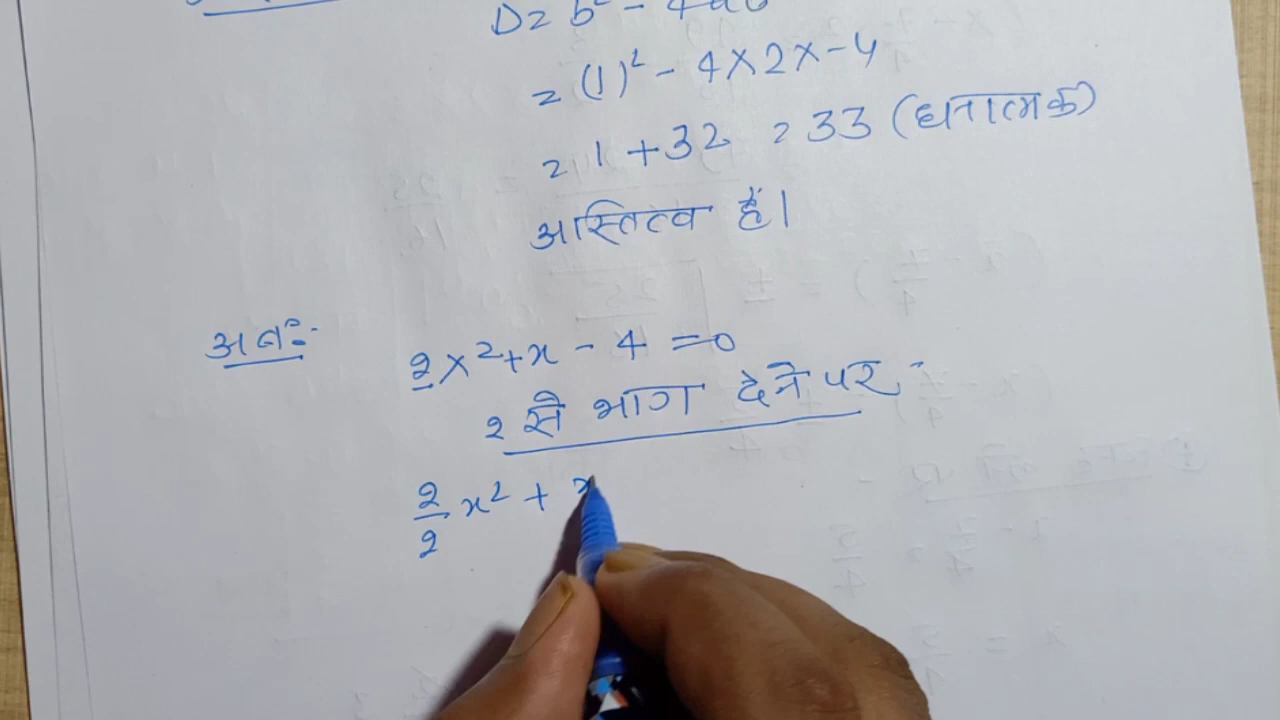 D = b² - 4ac
= (1)² - 4×2×-4
= 1 + 32 = 33 (धनात्मक)
अस्तित्व हैं।
अतः- 2x²+x - 4 =0
2 से भाग देने पर -
2/2 x² + x